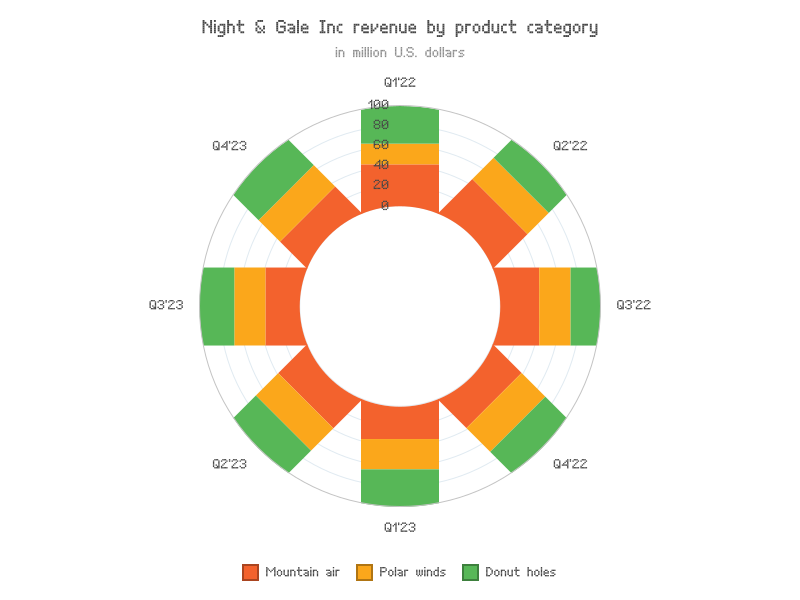 Night & Gale Inc revenue by product category
in million U.S. dollars
Q1'22
100
80
60
40
20
0
Q4'23
Q2'22
Q3'23
Q3'22
Q2'23
Q4'22
Q1'23
Mountain air
Polar winds
Donut holes